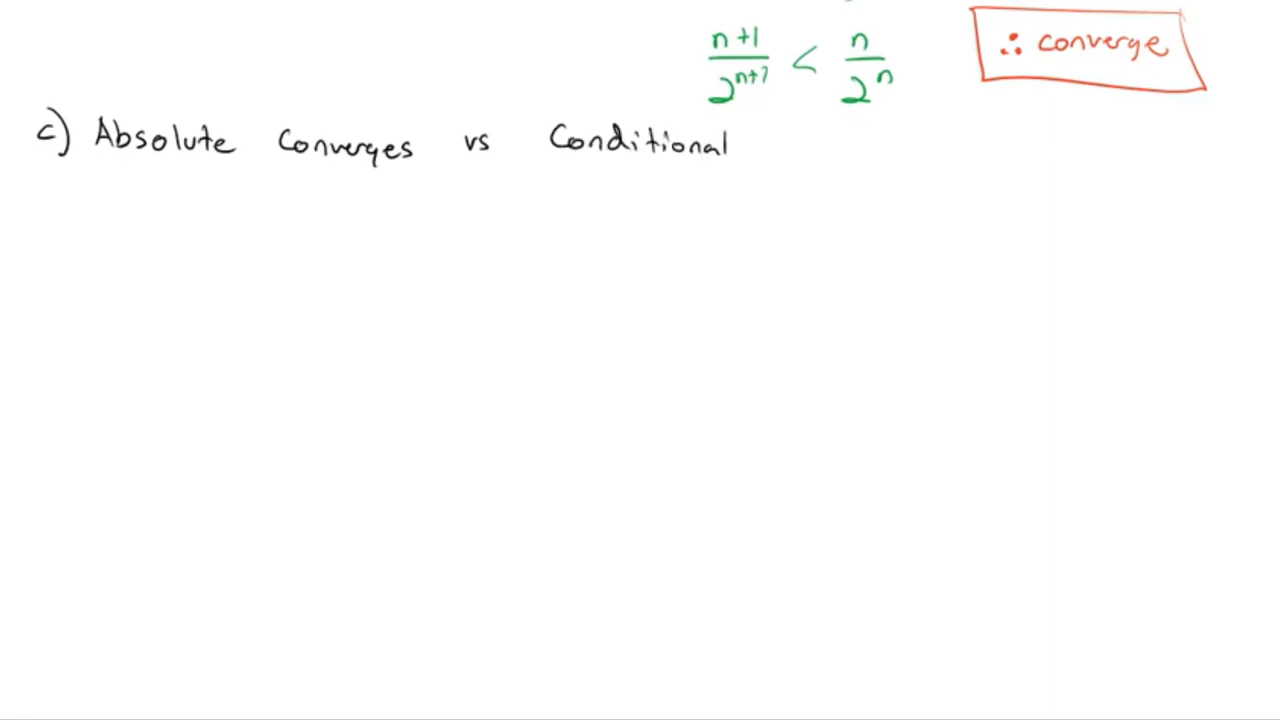 n+1 / 2^(n+1) < n / 2^n
∴ converge
c) Absolute Converges vs Conditional